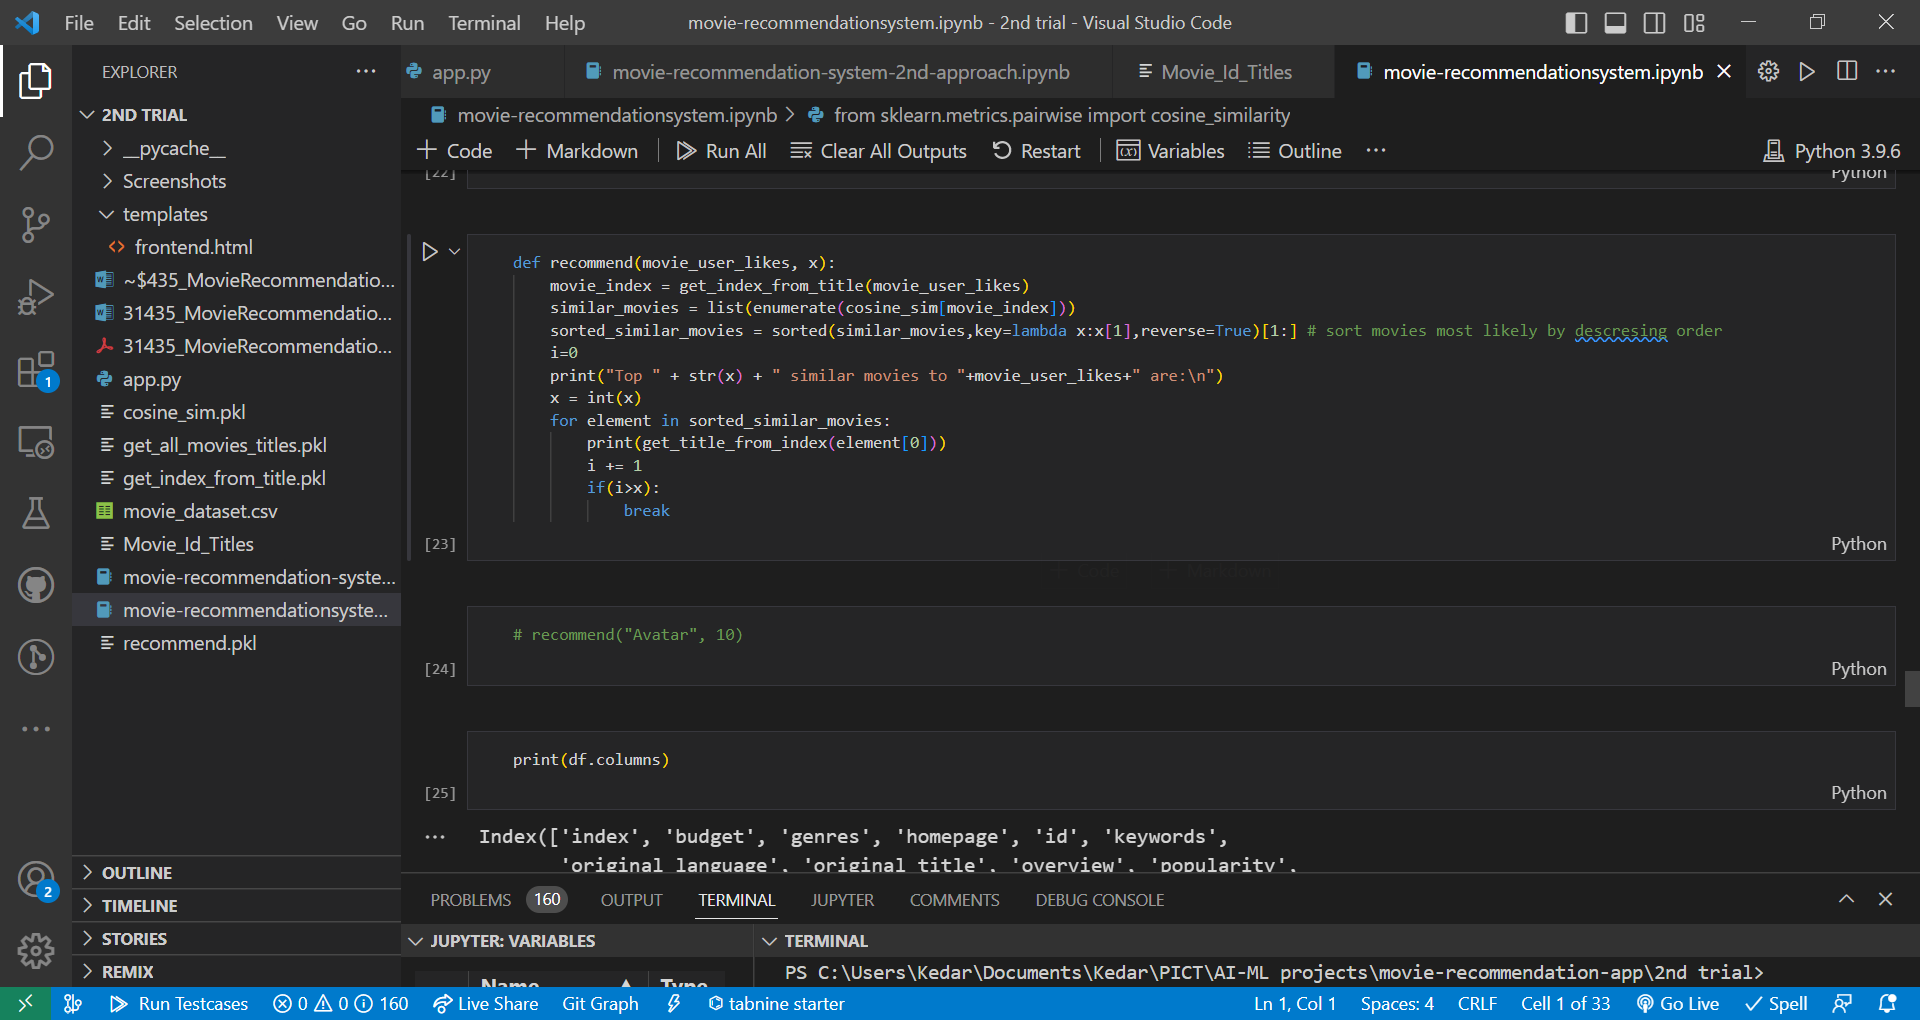 File Edit Selection View Go Run Terminal Help
movie-recommendationsystem.ipynb - 2nd trial - Visual Studio Code
EXPLORER
2ND TRIAL
__pycache__
Screenshots
templates
frontend.html
~$435_MovieRecommendatio...
31435_MovieRecommendatio...
31435_MovieRecommendatio...
app.py
cosine_sim.pkl
get_all_movies_titles.pkl
get_index_from_title.pkl
movie_dataset.csv
Movie_Id_Titles
movie-recommendation-syste...
movie-recommendationsyste...
recommend.pkl
OUTLINE
TIMELINE
STORIES
REMIX
1
2
app.py movie-recommendation-system-2nd-approach.ipynb Movie_Id_Titles movie-recommendationsystem.ipynb
movie-recommendationsystem.ipynb > from sklearn.metrics.pairwise import cosine_similarity
+ Code + Markdown Run All Clear All Outputs Restart Variables Outline ... Python 3.9.6
[22] Python
def recommend(movie_user_likes, x):
movie_index = get_index_from_title(movie_user_likes)
similar_movies = list(enumerate(cosine_sim[movie_index]))
sorted_similar_movies = sorted(similar_movies,key=lambda x:x[1],reverse=True)[1:] # sort movies most likely by descresing order
i=0
print("Top " + str(x) + " similar movies to "+movie_user_likes+" are:\n")
x = int(x)
for element in sorted_similar_movies:
print(get_title_from_index(element[0]))
i += 1
if(i>x):
break
[23] Python
+ Code + Markdown
# recommend("Avatar", 10)
[24] Python
print(df.columns)
[25] Python
... Index(['index', 'budget', 'genres', 'homepage', 'id', 'keywords',
'original_language', 'original_title', 'overview', 'popularity',
PROBLEMS 160 OUTPUT TERMINAL JUPYTER COMMENTS DEBUG CONSOLE
JUPYTER: VARIABLES
Name Type
TERMINAL
PS C:\Users\Kedar\Documents\Kedar\PICT\AI-ML projects\movie-recommendation-app\2nd trial>
Run Testcases 0 0 160 Live Share Git Graph tabnine starter Ln 1, Col 1 Spaces: 4 CRLF Cell 1 of 33 Go Live Spell